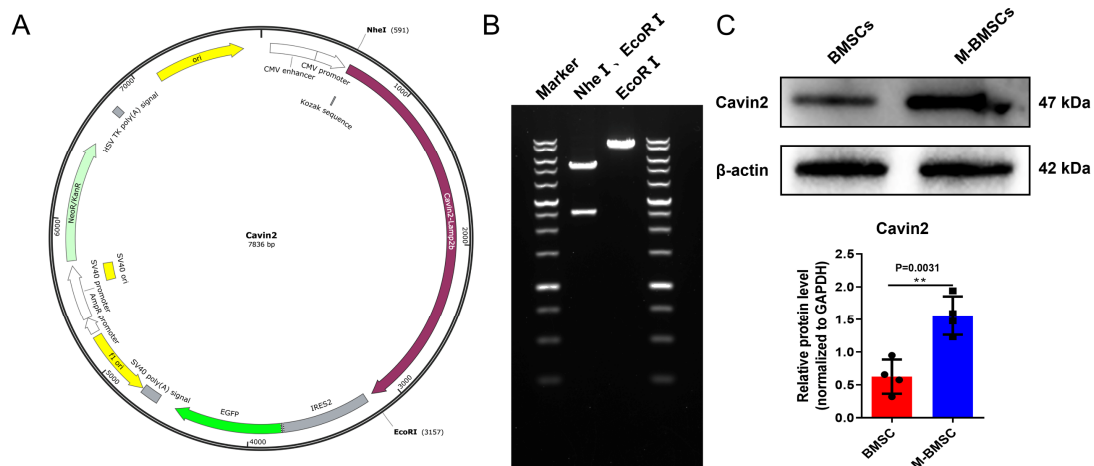 A
NheI (591)
ori
CMV enhancer
CMV promoter
Kozak sequence
1000
Cavin2-Lamp2b
2000
3000
EcoRI (3157)
IRES2
EGFP
4000
SV40 poly(A) signal
f1 ori
5000
AmpR promoter
SV40 promoter
SV40 ori
6000
NeoR/KanR
HSV TK poly(A) signal
7000
Cavin2
7836 bp
B
Marker
Nhe I、EcoR I
EcoR I
C
BMSCs
M-BMSCs
Cavin2
47 kDa
β-actin
42 kDa
Cavin2
P=0.0031
**
Relative protein level
(normalized to GAPDH)
2.5
2.0
1.5
1.0
0.5
0.0
BMSC
M-BMSC